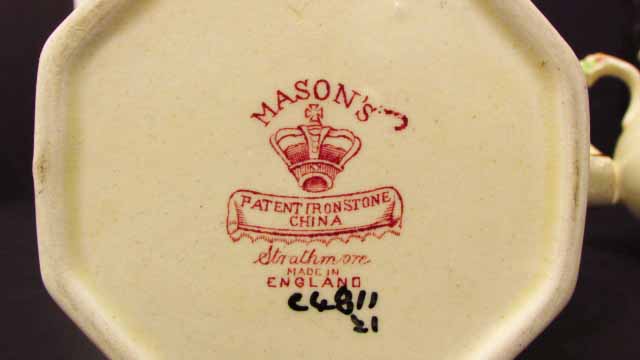 MASON'S
PATENT IRONSTONE
CHINA
Strathmore
MADE IN
ENGLAND
C4811
21